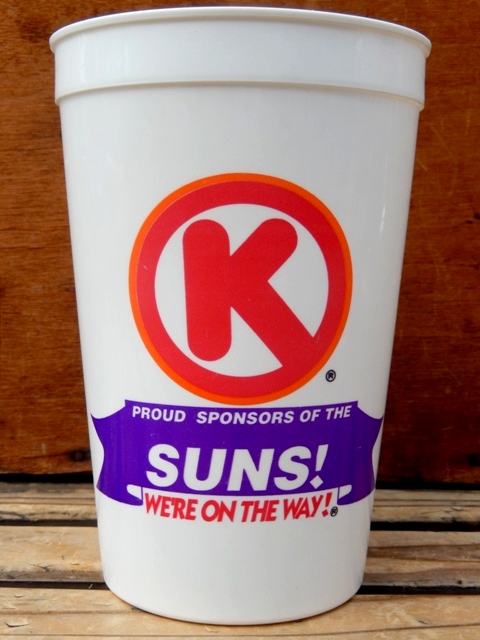 K
®
PROUD SPONSORS OF THE
SUNS!
WE'RE ON THE WAY!®